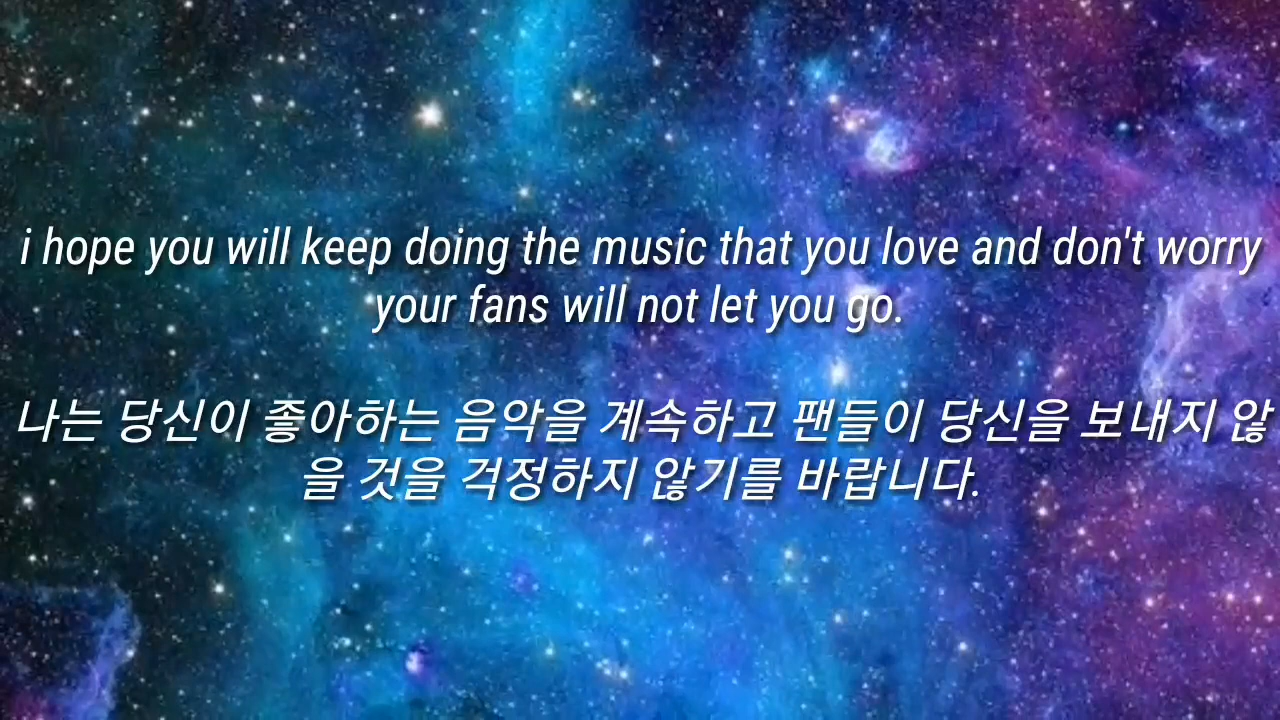 i hope you will keep doing the music that you love and don't worry
your fans will not let you go.
나는 당신이 좋아하는 음악을 계속하고 팬들이 당신을 보내지 않
을 것을 걱정하지 않기를 바랍니다.